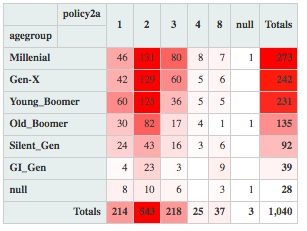 policy2a 1 2 3 4 8 null Totals
agegroup
Millenial 46 131 80 8 7 1 273
Gen-X 42 129 60 5 6 242
Young_Boomer 60 125 36 5 5 231
Old_Boomer 30 82 17 4 1 1 135
Silent_Gen 24 43 16 3 6 92
GI_Gen 4 23 3 9 39
null 8 10 6 3 1 28
Totals 214 543 218 25 37 3 1,040